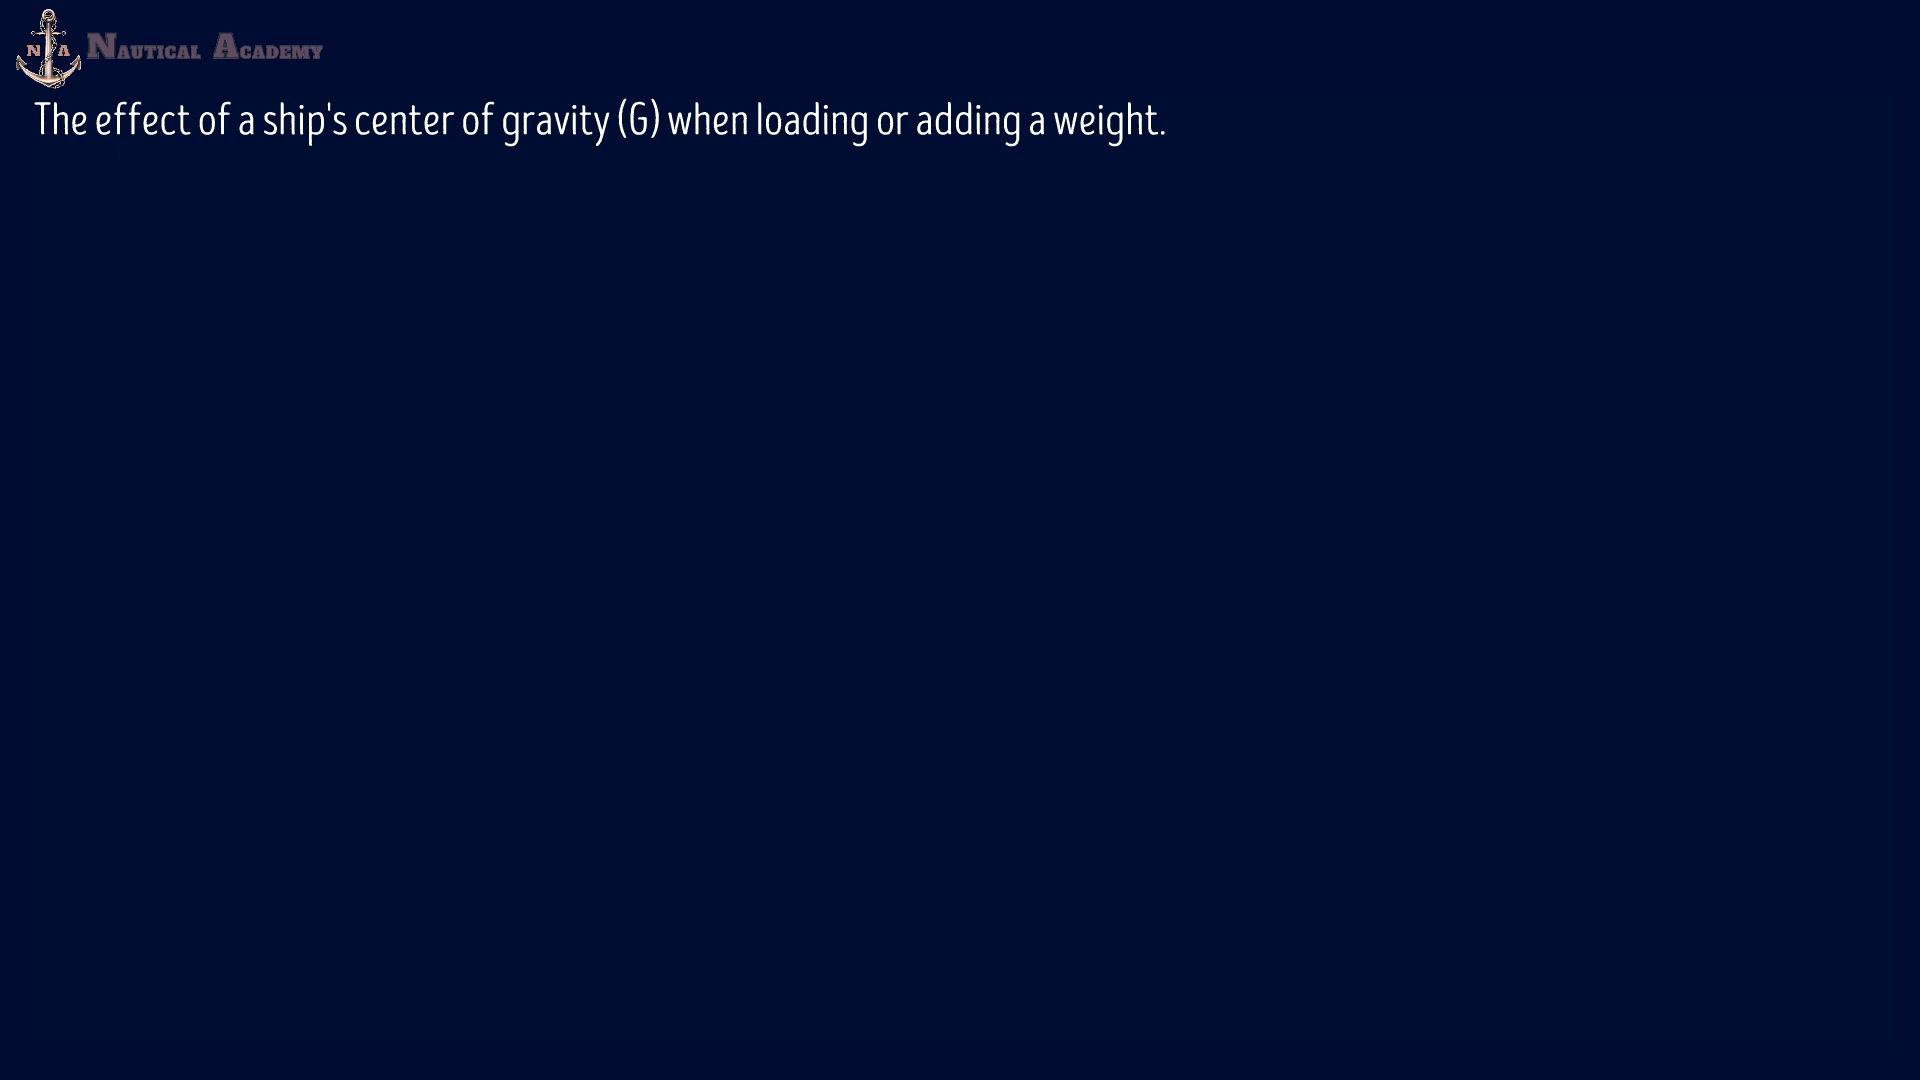 N A Nautical Academy
The effect of a ship's center of gravity (G) when loading or adding a weight.